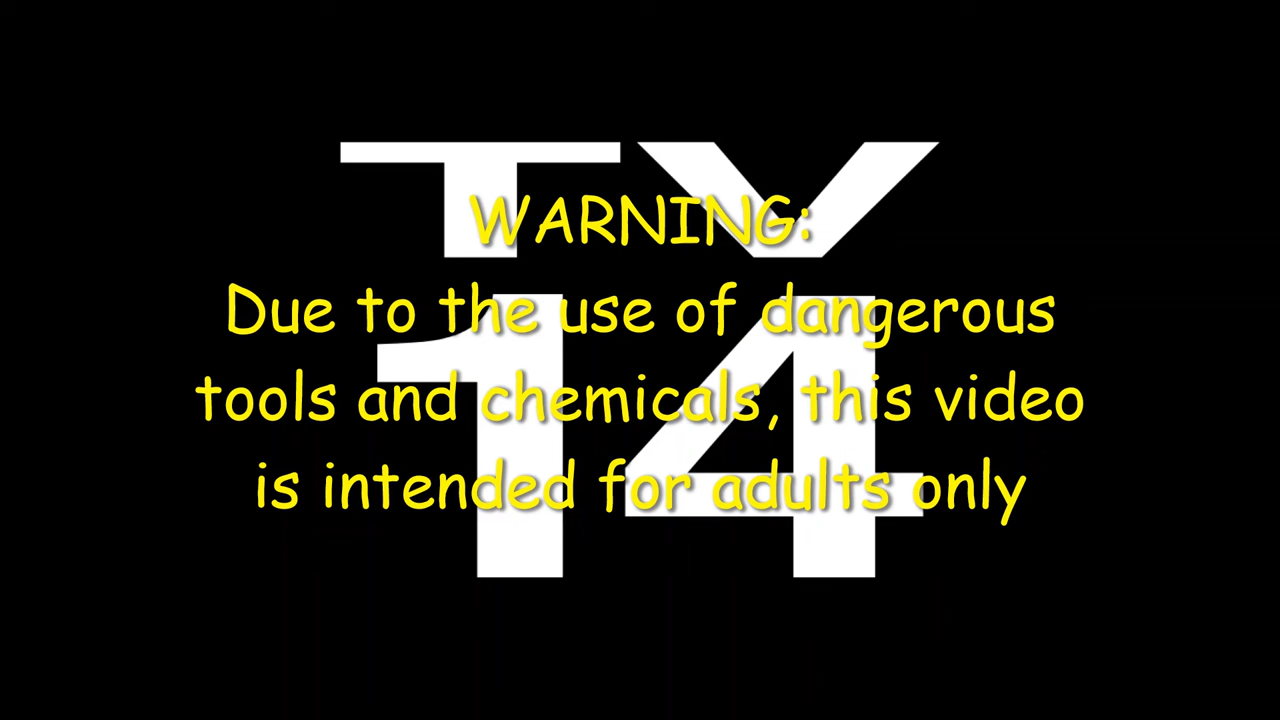 TV
WARNING:
Due to the use of dangerous
14
tools and chemicals, this video
is intended for adults only